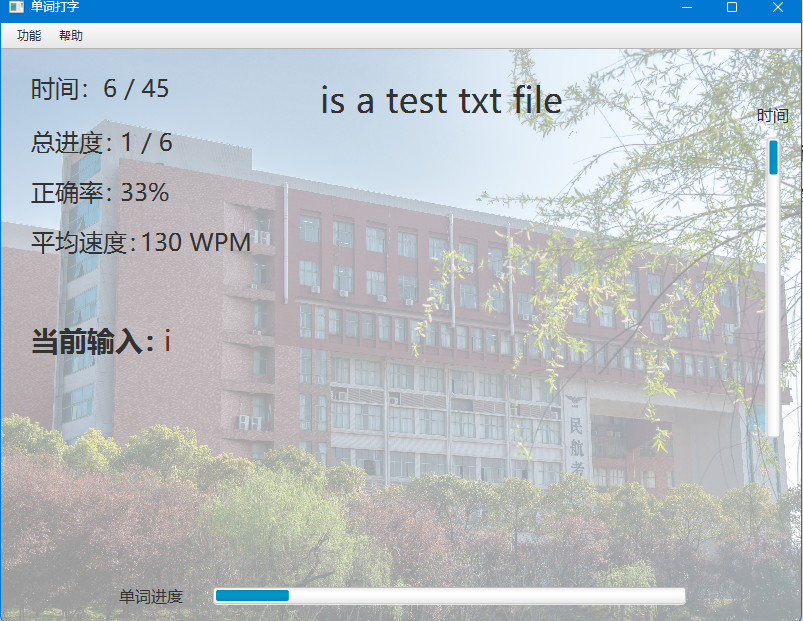 单词打字
功能 帮助
时间：6 / 45
is a test txt file
时间
总进度：1 / 6
正确率：33%
平均速度：130 WPM
当前输入：i
民航者
单词进度